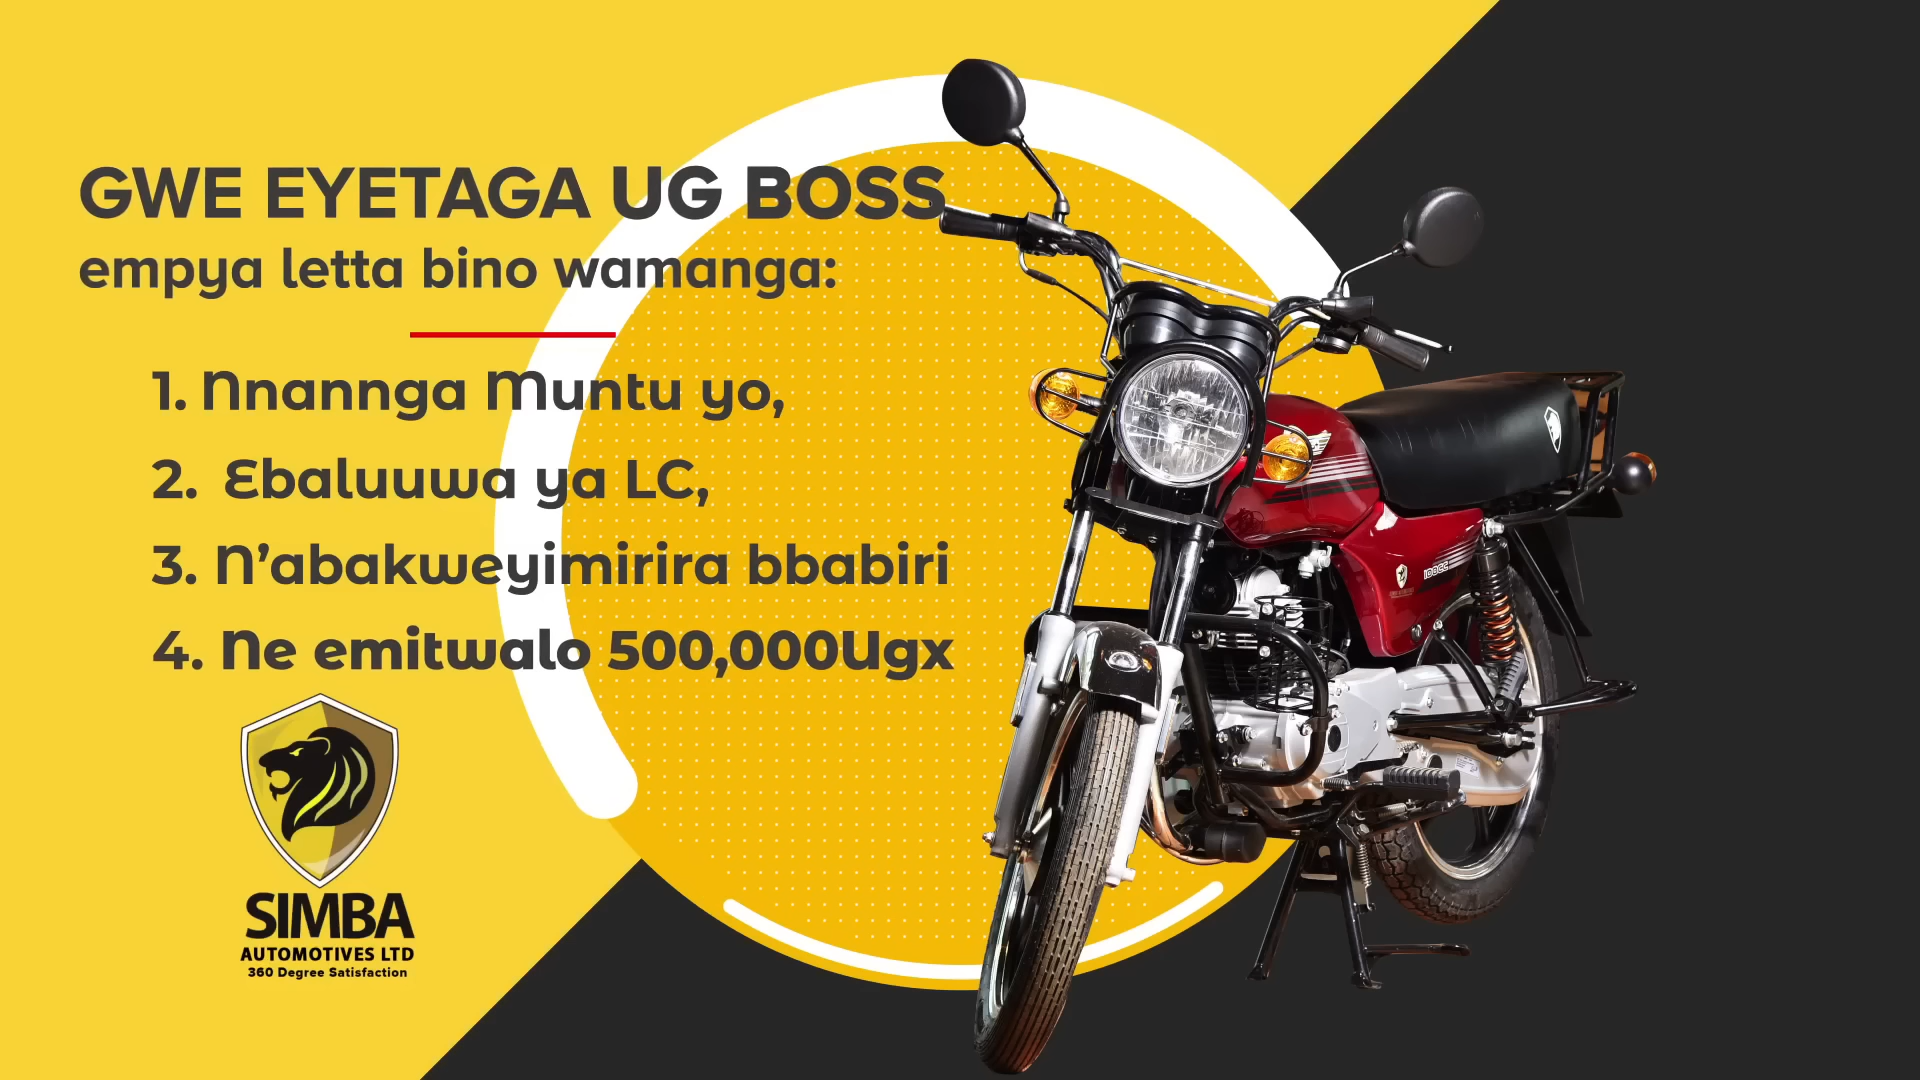 GWE EYETAGA UG BOSS
empya letta bino wamanga:
1. Nnannga Muntu yo,
2. Ebaluuwa ya LC,
3. N'abakweyimirira bbabiri
4. Ne emitwalo 500,000Ugx
SIMBA
AUTOMOTIVES LTD
360 Degree Satisfaction
100CC